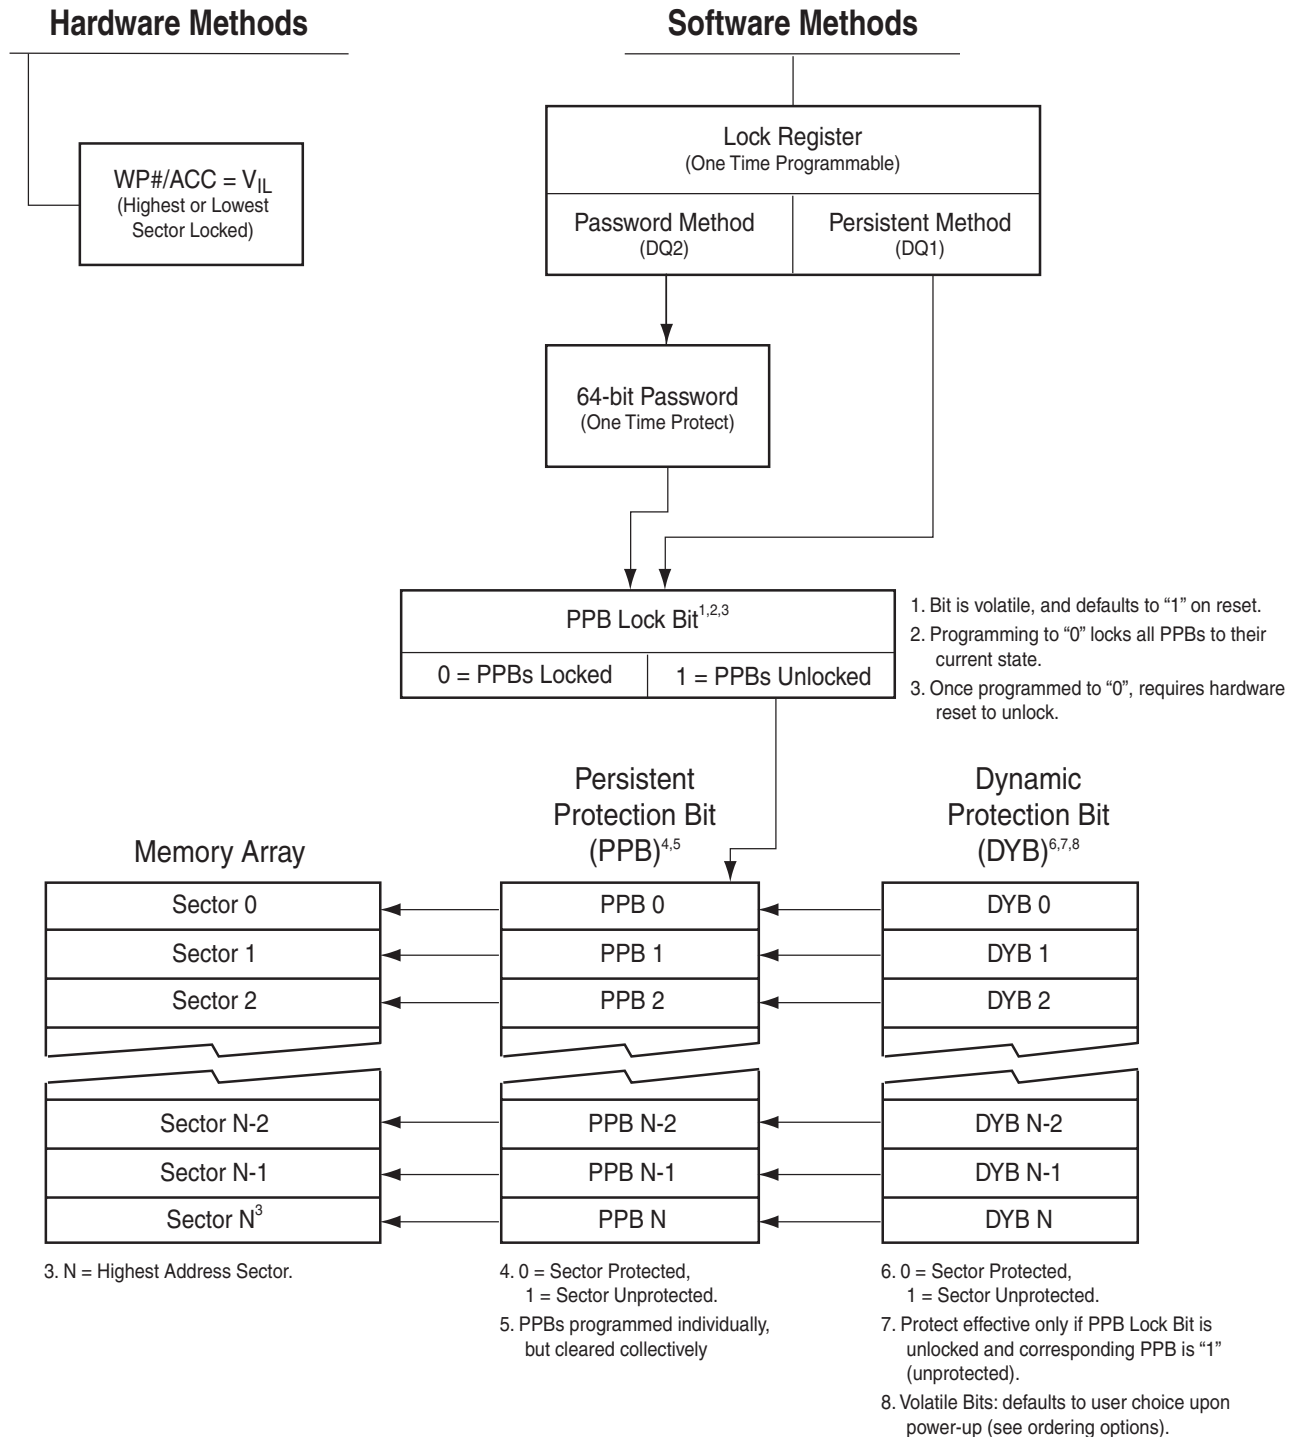 Hardware Methods
Software Methods
WP#/ACC = VIL
(Highest or Lowest
Sector Locked)
Lock Register
(One Time Programmable)
Password Method
(DQ2)
Persistent Method
(DQ1)
64-bit Password
(One Time Protect)
PPB Lock Bit1,2,3
0 = PPBs Locked
1 = PPBs Unlocked
1. Bit is volatile, and defaults to “1” on reset.
2. Programming to “0” locks all PPBs to their
current state.
3. Once programmed to “0”, requires hardware
reset to unlock.
Memory Array
Persistent
Protection Bit
(PPB)4,5
Dynamic
Protection Bit
(DYB)6,7,8
Sector 0
PPB 0
DYB 0
Sector 1
PPB 1
DYB 1
Sector 2
PPB 2
DYB 2
Sector N-2
PPB N-2
DYB N-2
Sector N-1
PPB N-1
DYB N-1
Sector N3
PPB N
DYB N
3. N = Highest Address Sector.
4. 0 = Sector Protected,
1 = Sector Unprotected.
5. PPBs programmed individually,
but cleared collectively
6. 0 = Sector Protected,
1 = Sector Unprotected.
7. Protect effective only if PPB Lock Bit is
unlocked and corresponding PPB is “1”
(unprotected).
8. Volatile Bits: defaults to user choice upon
power-up (see ordering options).